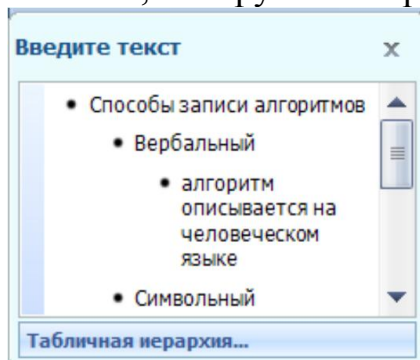 Введите текст
Способы записи алгоритмов
Вербальный
алгоритм
описывается на
человеческом
языке
Символьный
Табличная иерархия...